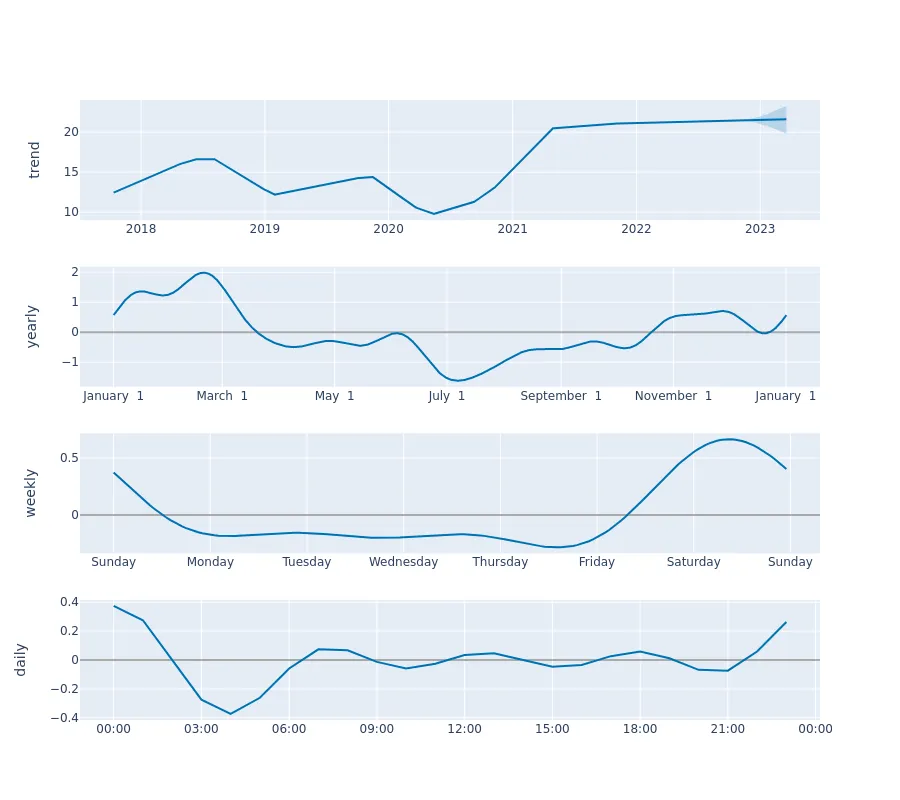 trend
20
15
10
2018 2019 2020 2021 2022 2023
yearly
2
1
0
−1
January 1 March 1 May 1 July 1 September 1 November 1 January 1
weekly
0.5
0
Sunday Monday Tuesday Wednesday Thursday Friday Saturday Sunday
daily
0.4
0.2
0
−0.2
−0.4
00:00 03:00 06:00 09:00 12:00 15:00 18:00 21:00 00:00